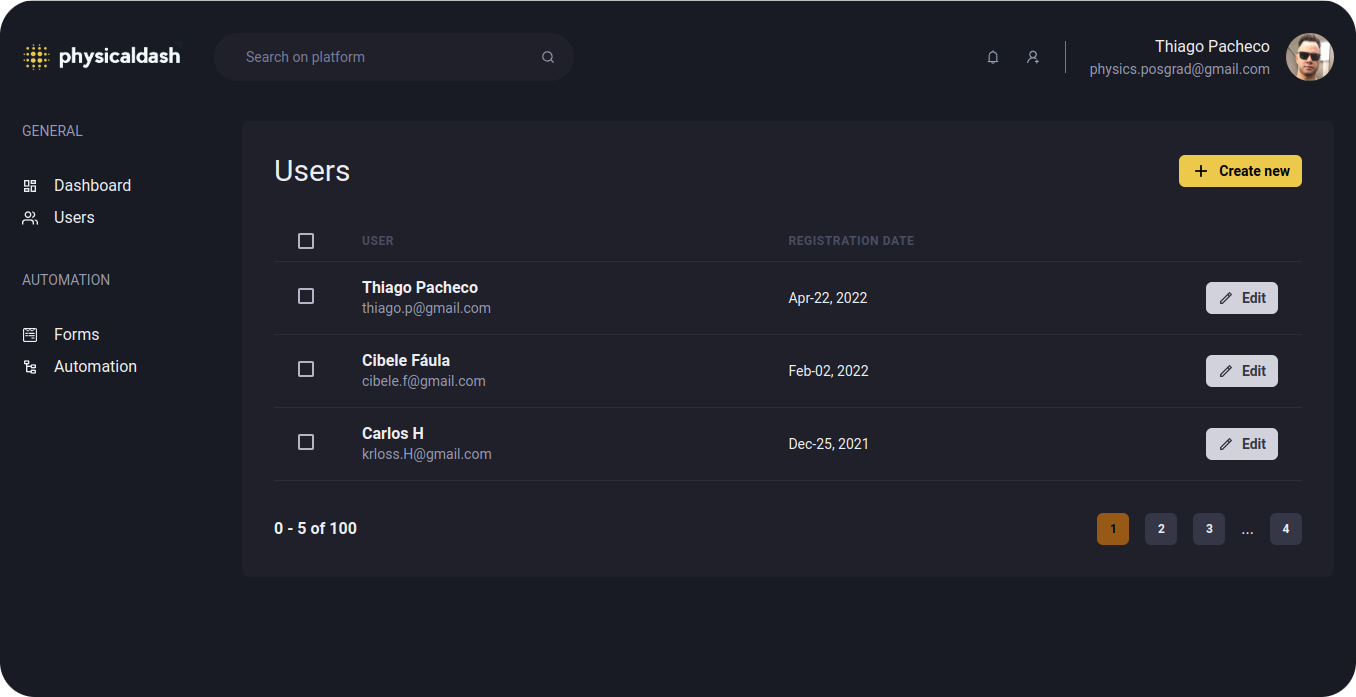 physicaldash
Search on platform
Thiago Pacheco
physics.posgrad@gmail.com
GENERAL
Dashboard
Users
AUTOMATION
Forms
Automation
Users
Create new
USER REGISTRATION DATE
Thiago Pacheco
thiago.p@gmail.com
Apr-22, 2022
Edit
Cibele Fáula
cibele.f@gmail.com
Feb-02, 2022
Edit
Carlos H
krloss.H@gmail.com
Dec-25, 2021
Edit
0 - 5 of 100
1 2 3 ... 4